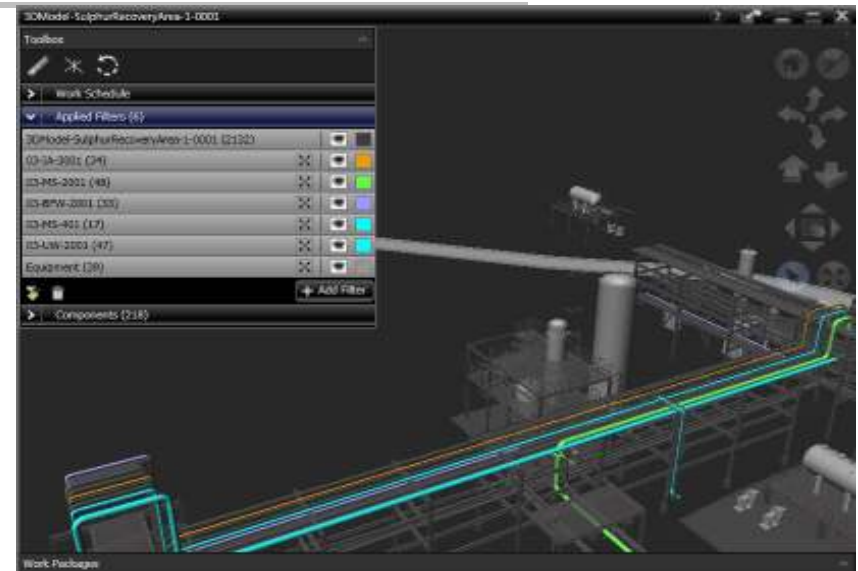 3DModel-SulphurRecoveryArea-1-0001
Toolbox
Work Schedule
Applied Filters (6)
3DModel-SulphurRecoveryArea-1-0001 (2132)
03-IA-2001 (24)
03-MS-2001 (48)
03-BFW-2001 (33)
03-MS-401 (17)
03-UW-2001 (47)
Equipment (28)
Add Filter
Components (218)
Work Packages